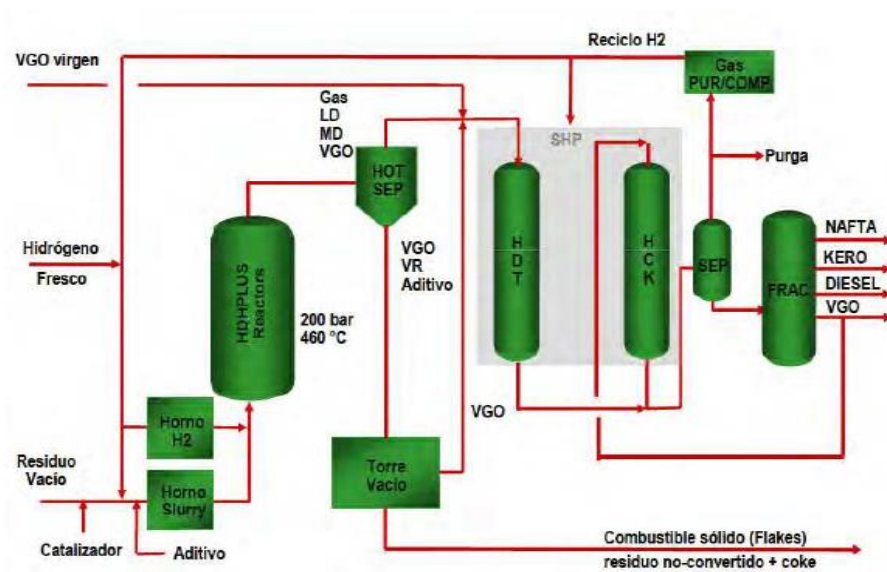 Reciclo H2
VGO virgen
Gas
PUR/COMP
Gas
LD
MD
VGO
SHP
Purga
HOT
SEP
HDT
HCK
NAFTA
KERO
DIESEL
VGO
SEP
FRAC
Hidrógeno
Fresco
VGO
VR
Aditivo
HDHPLUS
Reactors
200 bar
460 °C
VGO
Horno
H2
Residuo
Vacío
Horno
Slurry
Torre
Vacío
Catalizador
Aditivo
Combustible sólido (Flakes)
residuo no-convertido + coke